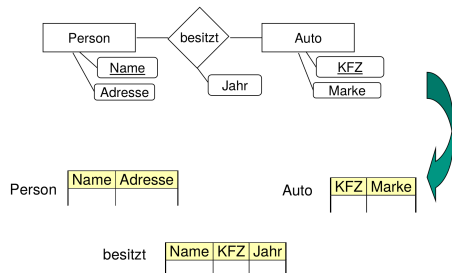 Person besitzt Auto
Name KFZ
Adresse Jahr Marke
Person Name Adresse
Auto KFZ Marke
besitzt Name KFZ Jahr